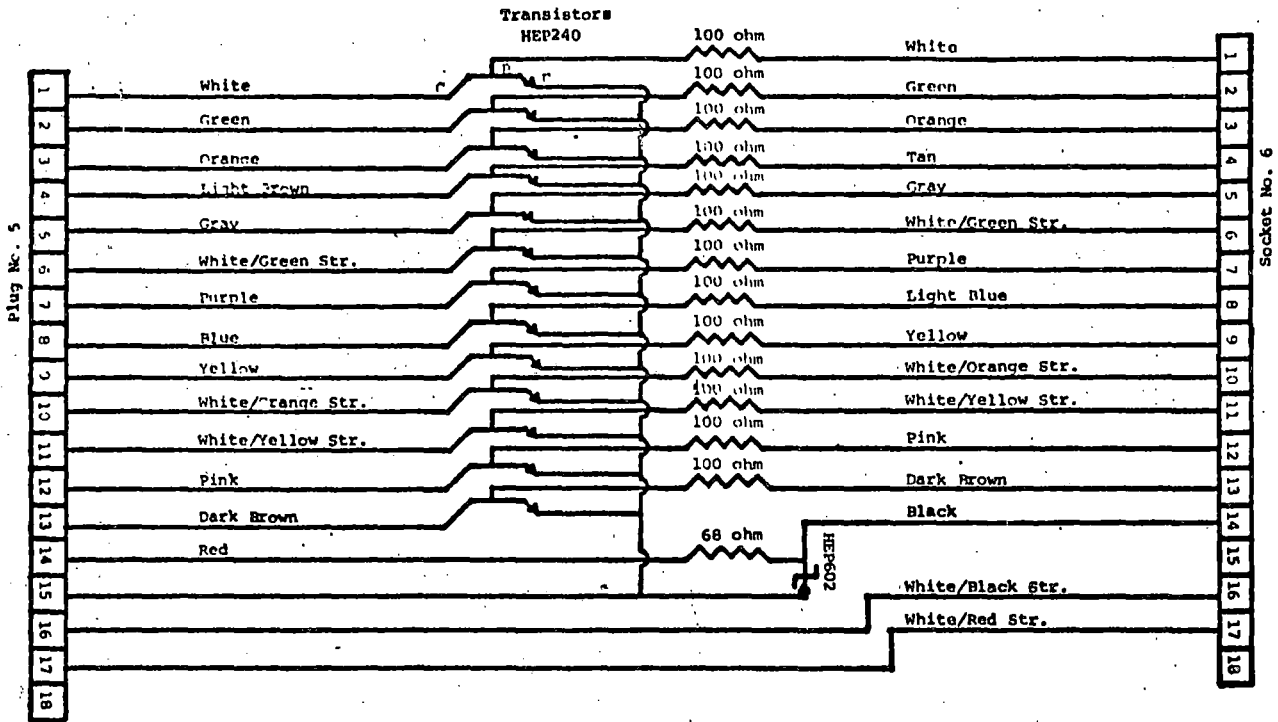 Transistors
HEP240
100 ohm
White
1
100 ohm
Green
2
100 ohm
Orange
3
100 ohm
Tan
4
100 ohm
Gray
5
100 ohm
White/Green Str.
6
100 ohm
Purple
7
100 ohm
Light Blue
8
100 ohm
Yellow
9
100 ohm
White/Orange Str.
10
100 ohm
White/Yellow Str.
11
100 ohm
Pink
12
100 ohm
Dark Brown
13
Black
14
68 ohm
HEP602
15
White/Black Str.
16
White/Red Str.
17
18
Socket No. 6
Plug No. 5
1
White
2
Green
3
Orange
4
Light Brown
5
Gray
6
White/Green Str.
7
Purple
8
Blue
9
Yellow
10
White/Orange Str.
11
White/Yellow Str.
12
Pink
13
Dark Brown
14
Red
15
16
17
18